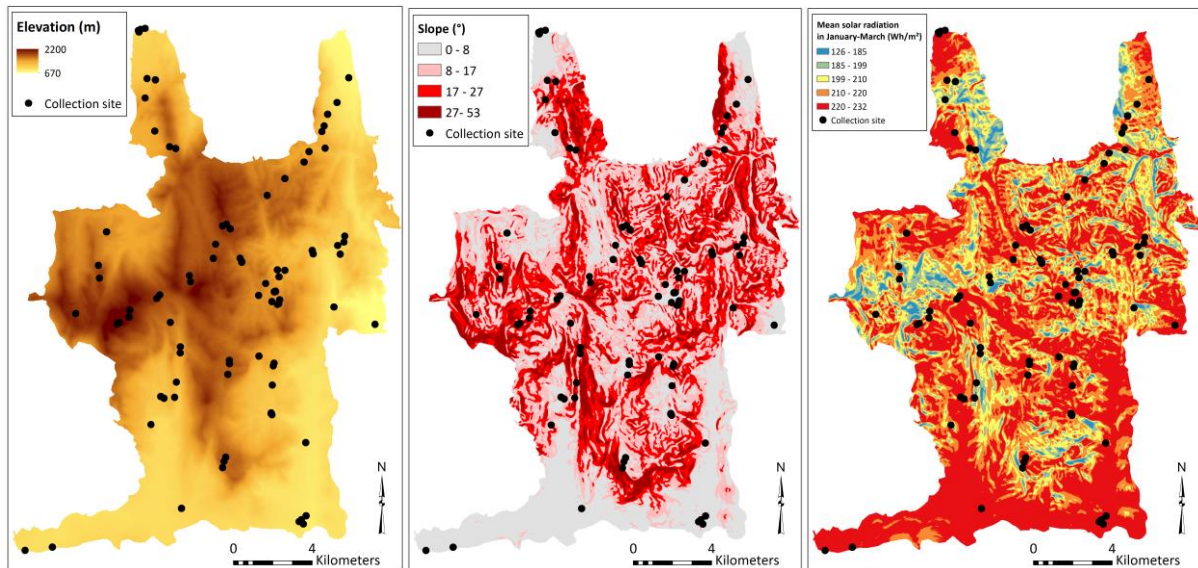 Elevation (m)
2200
670
Collection site
N
0 4
Kilometers
Slope (°)
0 - 8
8 - 17
17 - 27
27- 53
Collection site
N
0 4
Kilometers
Mean solar radiation
in January-March (Wh/m²)
126 - 185
185 - 199
199 - 210
210 - 220
220 - 232
Collection site
N
0 4
Kilometers